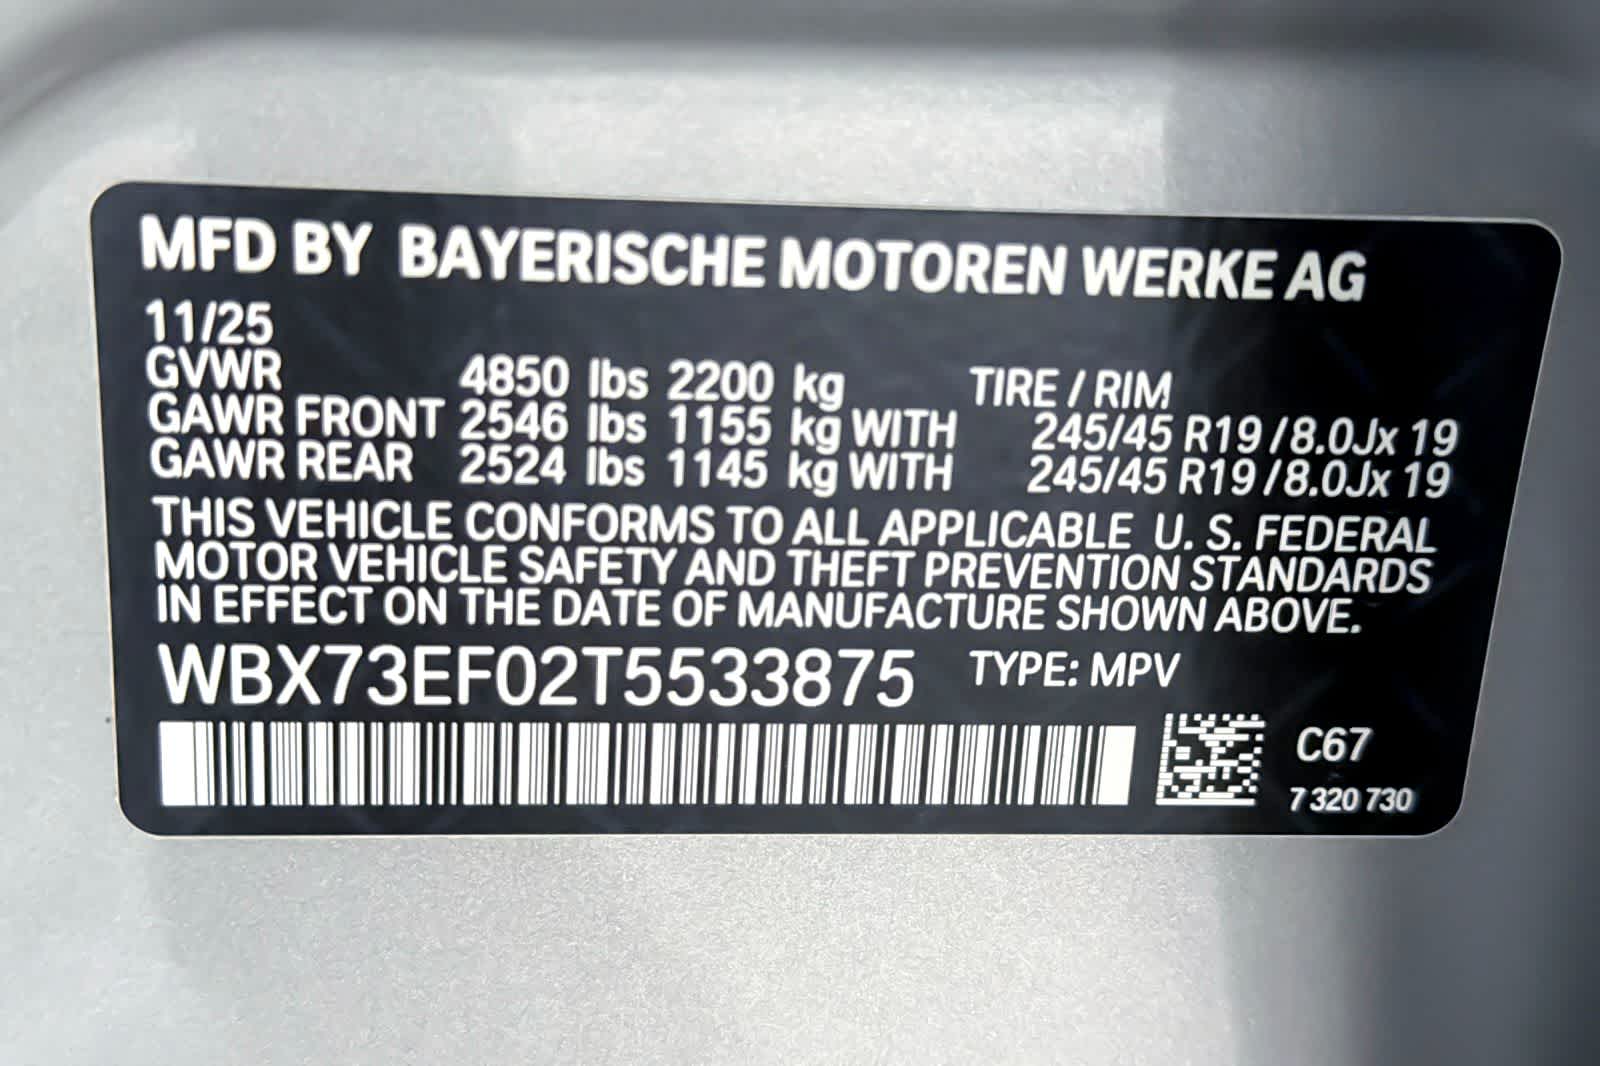 MFD BY BAYERISCHE MOTOREN WERKE AG
11/25
GVWR 4850 lbs 2200 kg TIRE / RIM
GAWR FRONT 2546 lbs 1155 kg WITH 245/45 R19 / 8.0Jx 19
GAWR REAR 2524 lbs 1145 kg WITH 245/45 R19 / 8.0Jx 19
THIS VEHICLE CONFORMS TO ALL APPLICABLE U. S. FEDERAL
MOTOR VEHICLE SAFETY AND THEFT PREVENTION STANDARDS
IN EFFECT ON THE DATE OF MANUFACTURE SHOWN ABOVE.
WBX73EF02T5533875 TYPE: MPV
C67
7 320 730